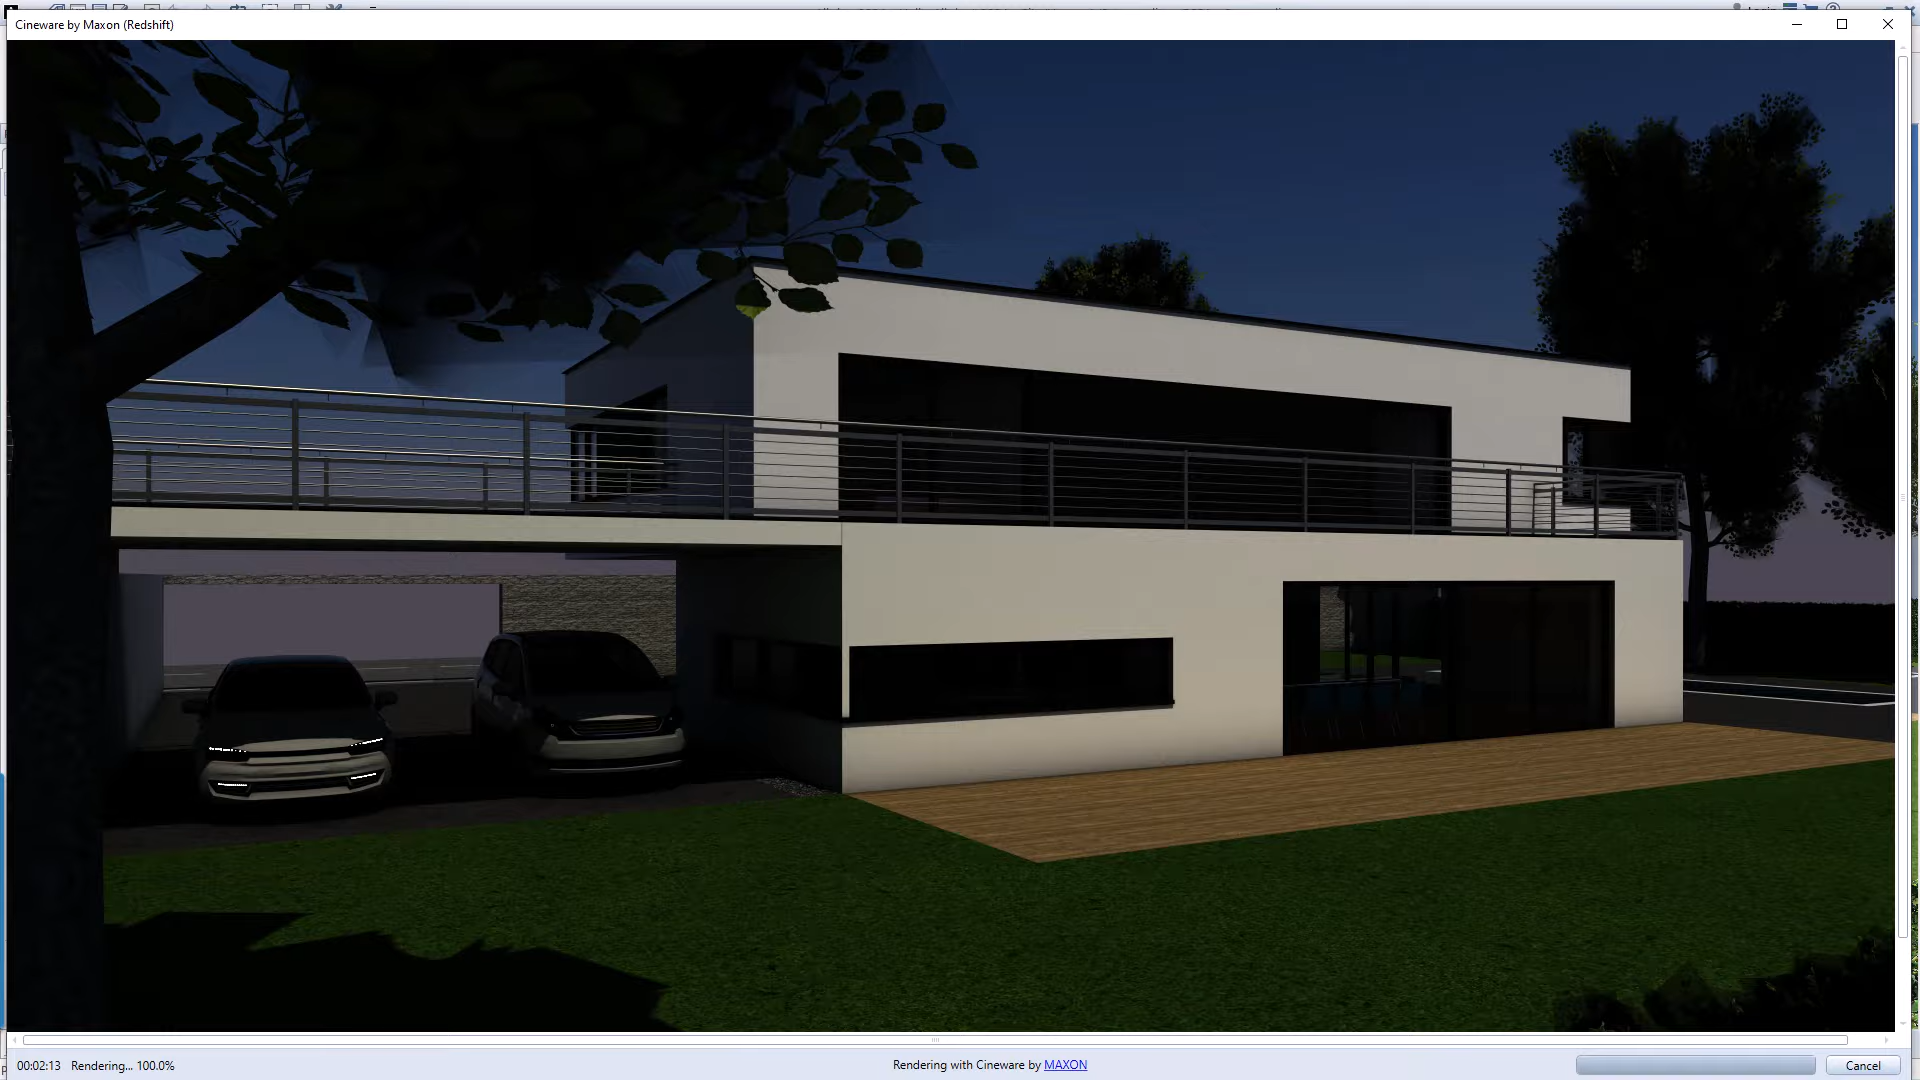 Cineware by Maxon (Redshift)
00:02:13 Rendering... 100.0%
Rendering with Cineware by MAXON
Cancel